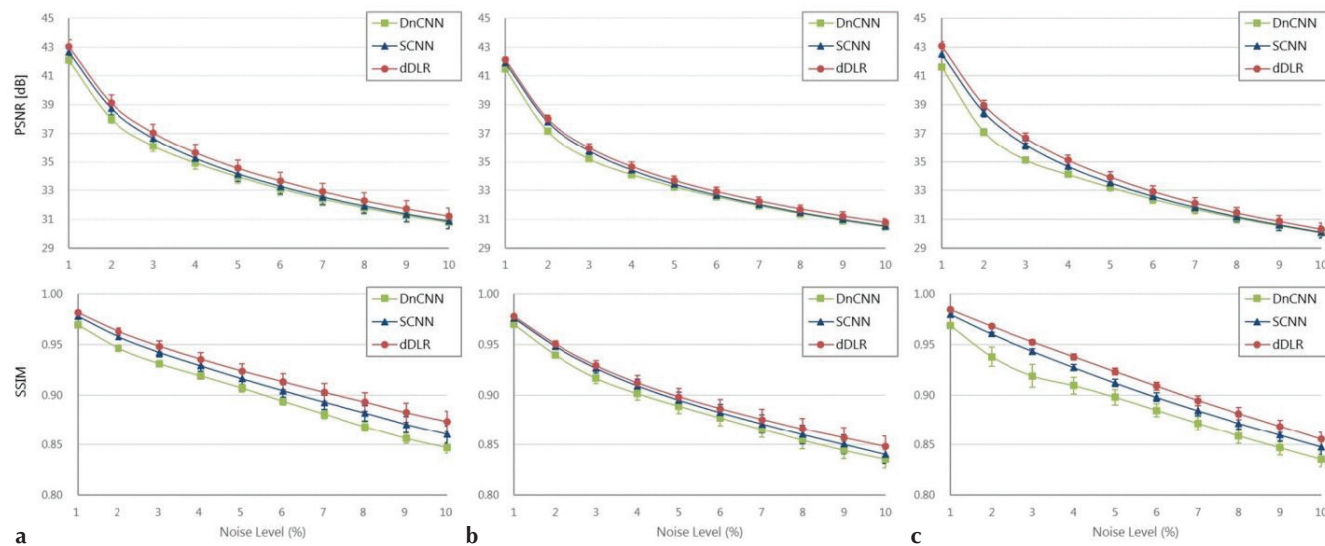 45
43
41
39
37
35
33
31
29
PSNR [dB]
DnCNN
SCNN
dDLR
1 2 3 4 5 6 7 8 9 10
45
43
41
39
37
35
33
31
29
DnCNN
SCNN
dDLR
1 2 3 4 5 6 7 8 9 10
45
43
41
39
37
35
33
31
29
DnCNN
SCNN
dDLR
1 2 3 4 5 6 7 8 9 10
1.00
0.95
0.90
0.85
0.80
SSIM
DnCNN
SCNN
dDLR
1 2 3 4 5 6 7 8 9 10
Noise Level (%)
a
1.00
0.95
0.90
0.85
0.80
DnCNN
SCNN
dDLR
1 2 3 4 5 6 7 8 9 10
Noise Level (%)
b
1.00
0.95
0.90
0.85
0.80
DnCNN
SCNN
dDLR
1 2 3 4 5 6 7 8 9 10
Noise Level (%)
c